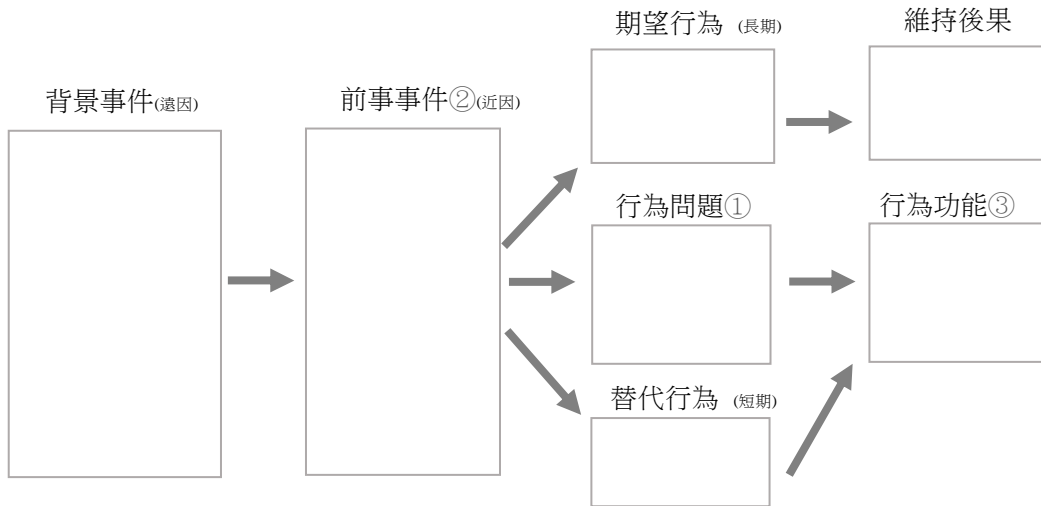 期望行為 (長期)
維持後果
背景事件(遠因)
前事事件②(近因)
行為問題①
行為功能③
替代行為 (短期)